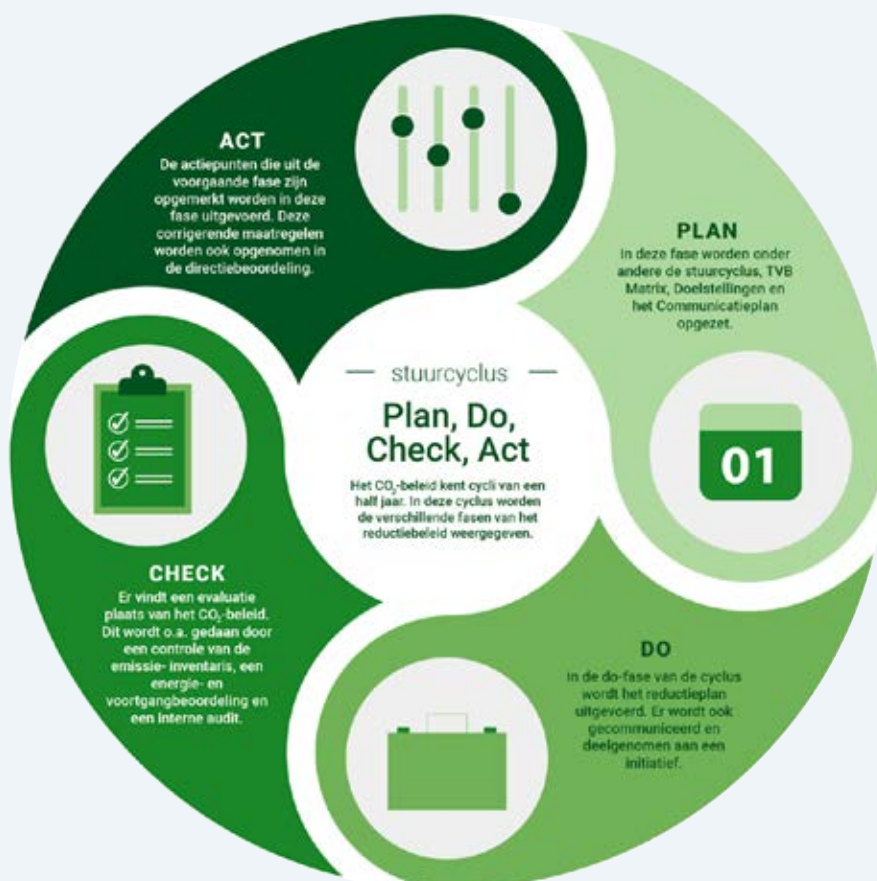 ACT
De actiepunten die uit de
voorgaande fase zijn
opgemerkt worden in deze
fase uitgevoerd. Deze
corrigerende maatregelen
worden ook opgenomen in
de directiebeoordeling.
PLAN
In deze fase worden onder
andere de stuurcyclus, TVB
Matrix, Doelstellingen en
het Communicatieplan
opgezet.
01
stuurcyclus
Plan, Do,
Check, Act
Het CO₂-beleid kent cycli van een
half jaar. In deze cyclus worden
de verschillende fasen van het
reductiebeleid weergegeven.
DO
In de do-fase van de cyclus
wordt het reductieplan
uitgevoerd. Er wordt ook
gecommuniceerd en
deelgenomen aan een
initiatief.
CHECK
Er vindt een evaluatie
plaats van het CO₂-beleid.
Dit wordt o.a. gedaan door
een controle van de
emissie- inventaris, een
energie- en
voortgangbeoordeling en
een interne audit.